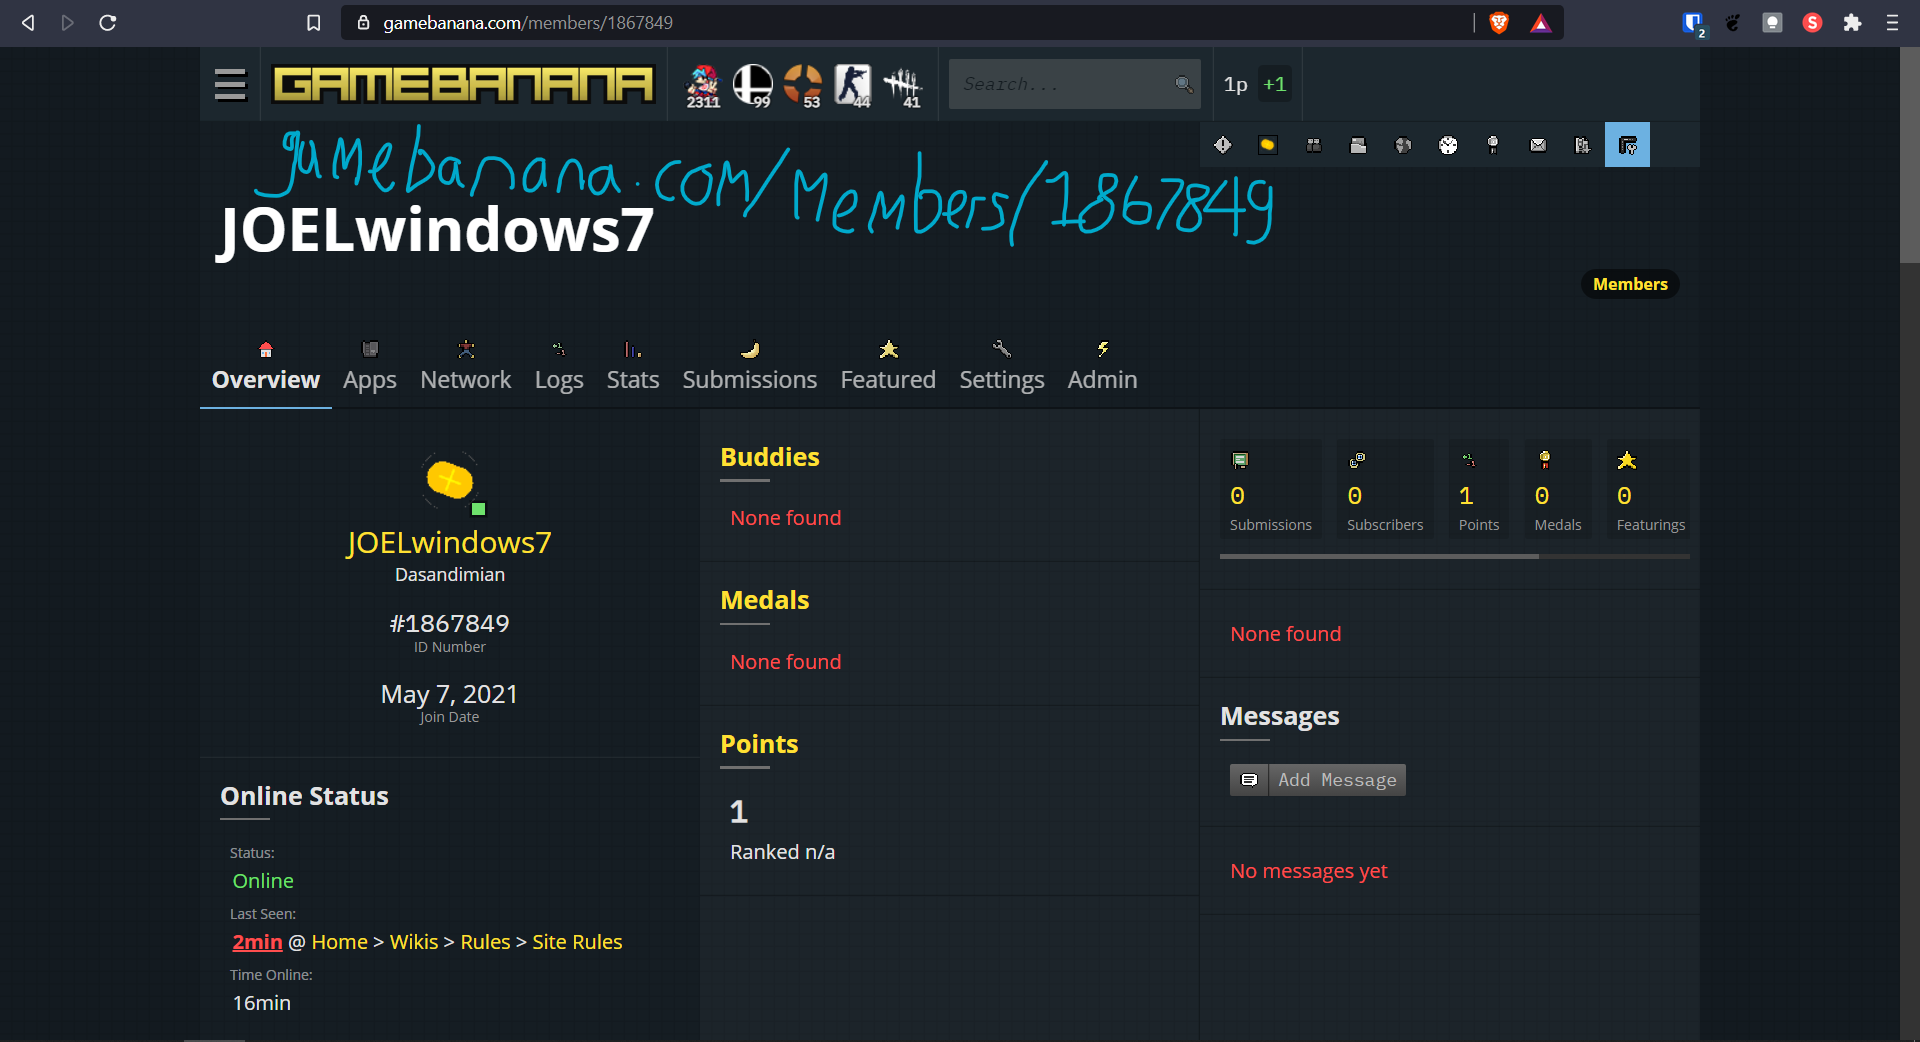 gamebanana.com/members/1867849
GAMEBANANA
2311
99
53
44
41
Search...
1p +1
2
S
gamebanana.com/Members/1867849
JOELwindows7
Members
Overview Apps Network Logs Stats Submissions Featured Settings Admin
JOELwindows7
Dasandimian
#1867849
ID Number
May 7, 2021
Join Date
Online Status
Status:
Online
Last Seen:
2min @ Home > Wikis > Rules > Site Rules
Time Online:
16min
Buddies
None found
Medals
None found
Points
1
Ranked n/a
0
Submissions
0
Subscribers
1
Points
0
Medals
0
Featurings
None found
Messages
Add Message
No messages yet